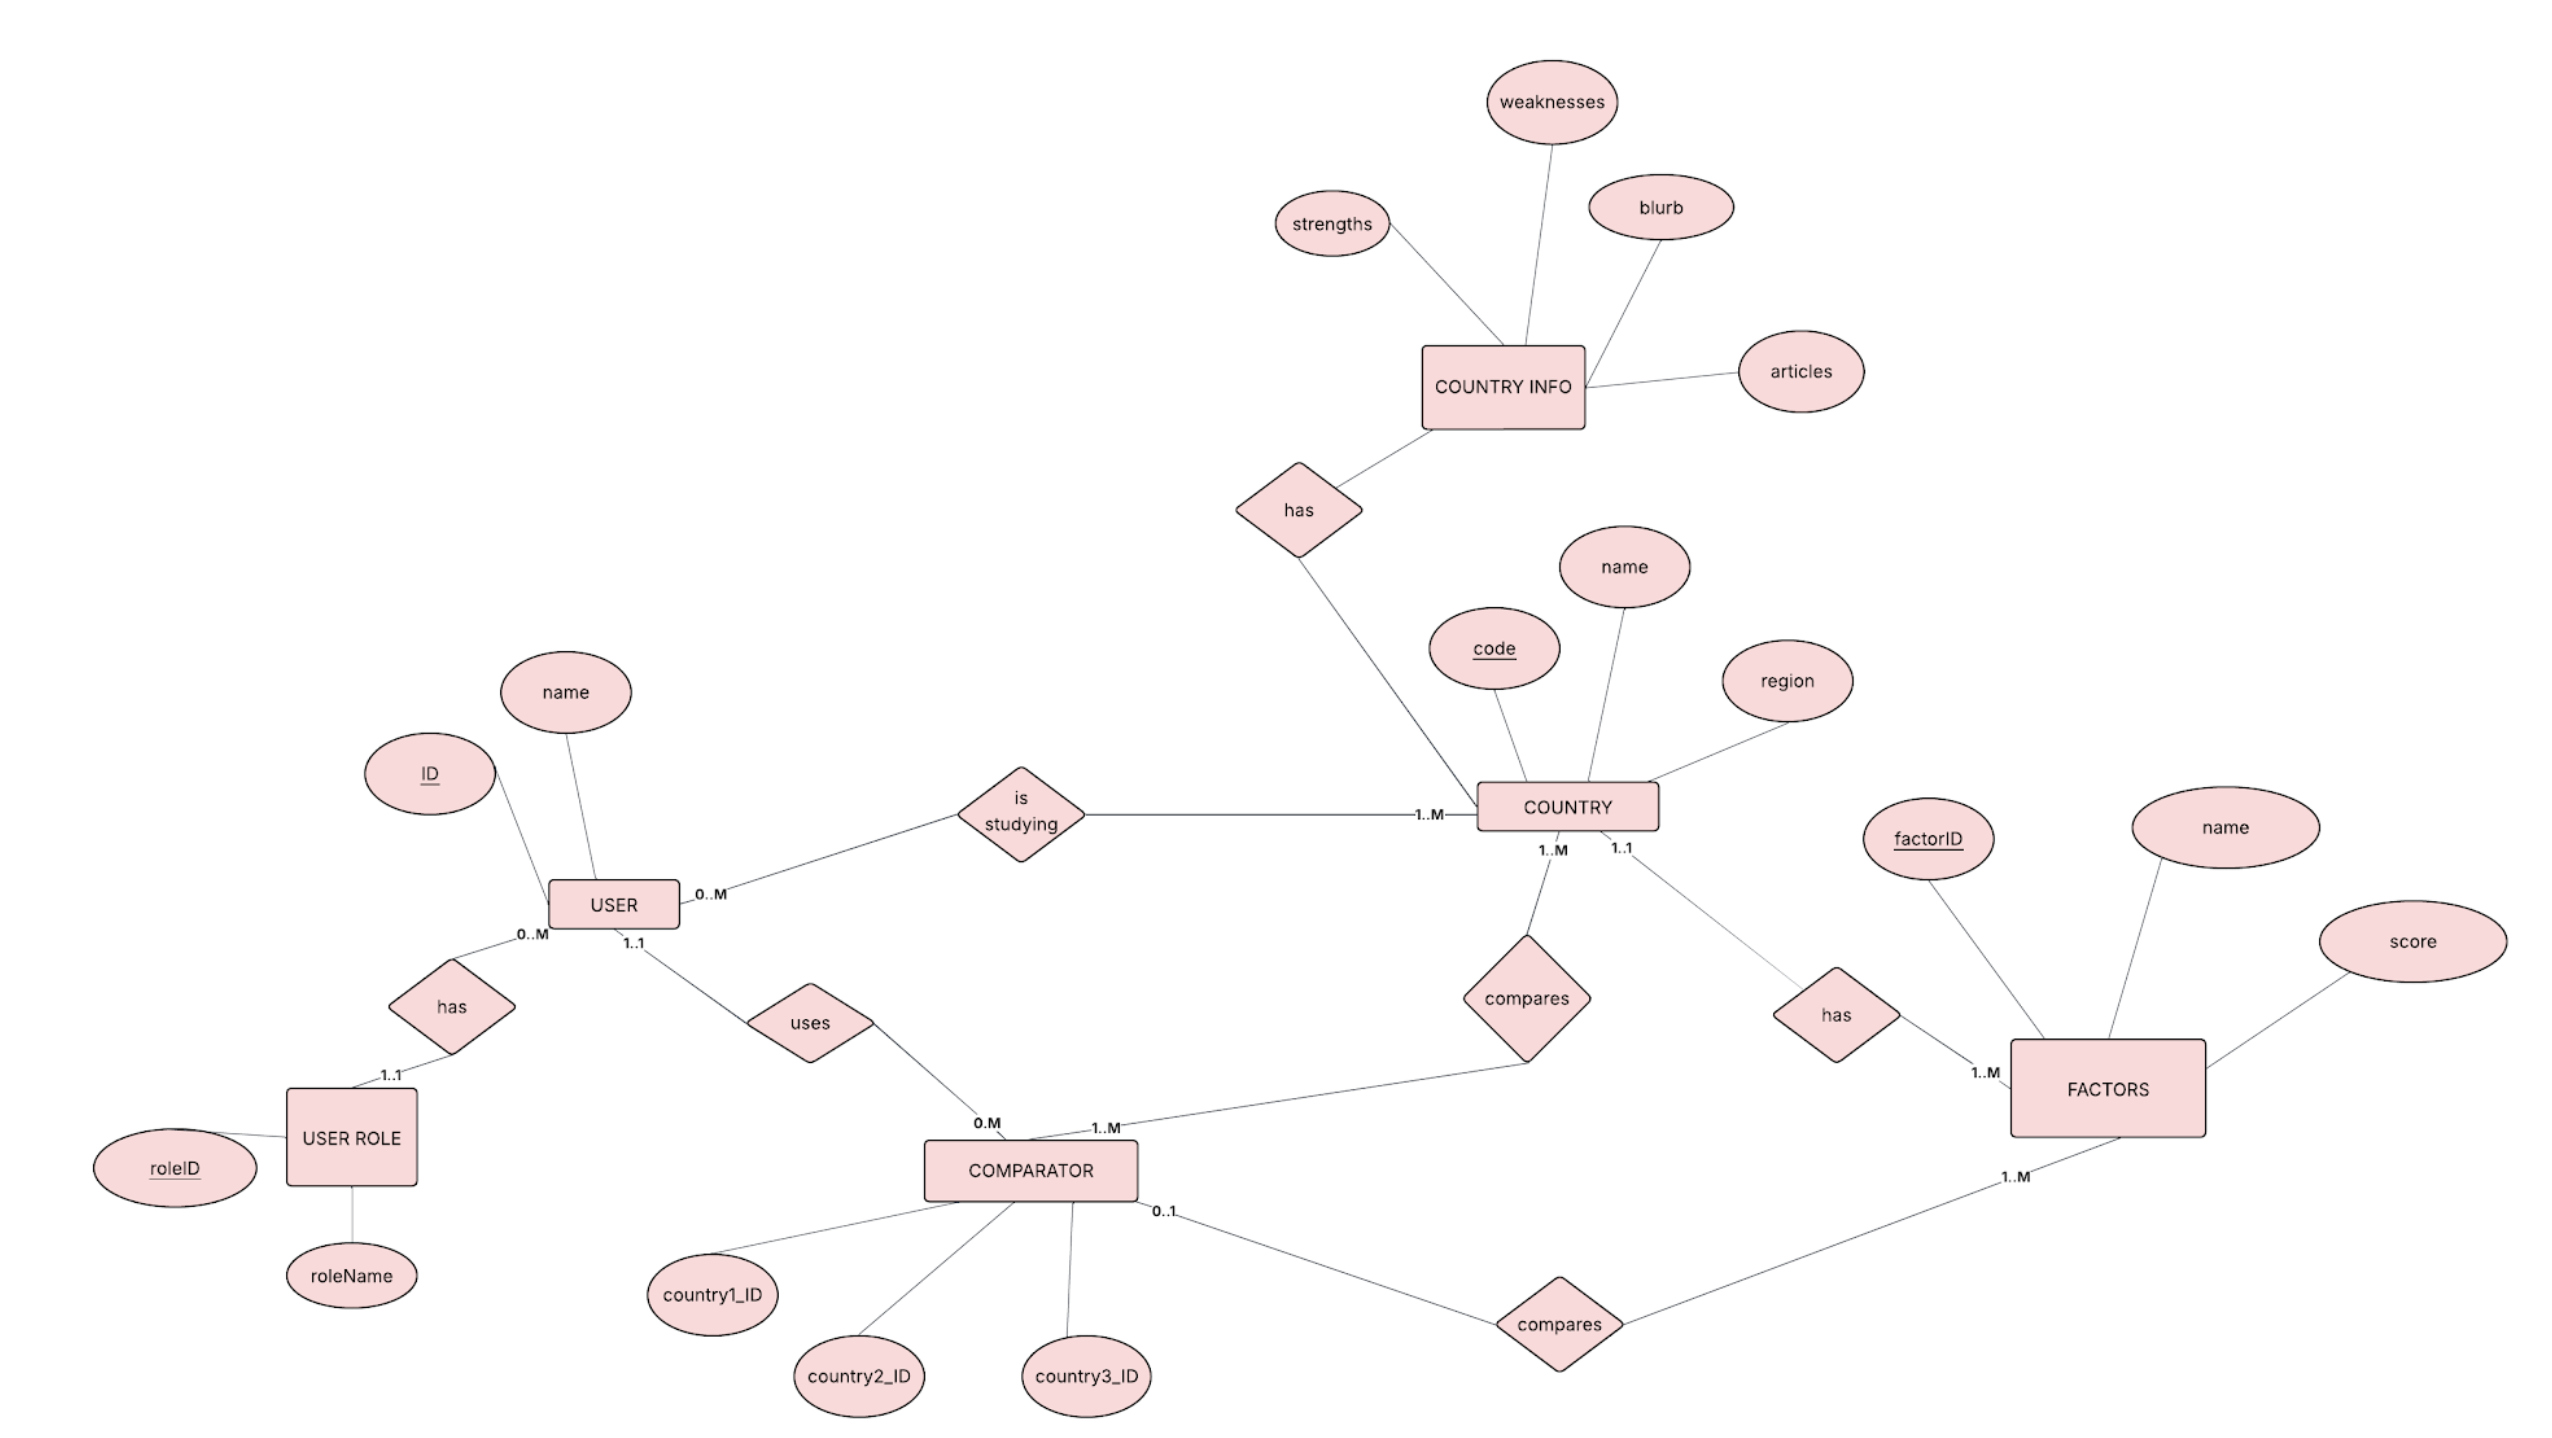 weaknesses
strengths
blurb
articles
COUNTRY INFO
has
name
code
region
name
ID
is
studying
1..M
COUNTRY
1..M
1..1
factorID
name
score
0..M
USER
0..M
1..1
has
uses
compares
has
1..M
FACTORS
1..1
USER ROLE
roleID
roleName
0.M
1..M
COMPARATOR
0..1
1..M
country1_ID
country2_ID
country3_ID
compares